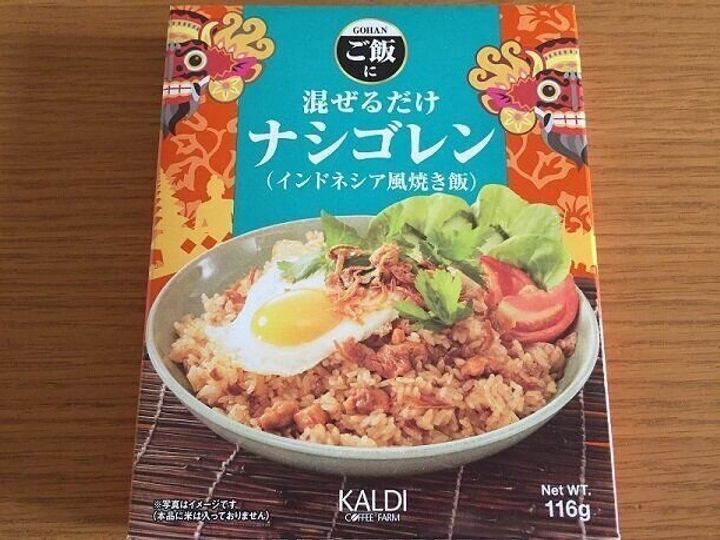 GOHAN
ご飯
に
混ぜるだけ
ナシゴレン
(インドネシア風焼き飯)
※写真はイメージです。
(本品に米は入っておりません)
KALDI
COFFEE FARM
Net WT.
116g